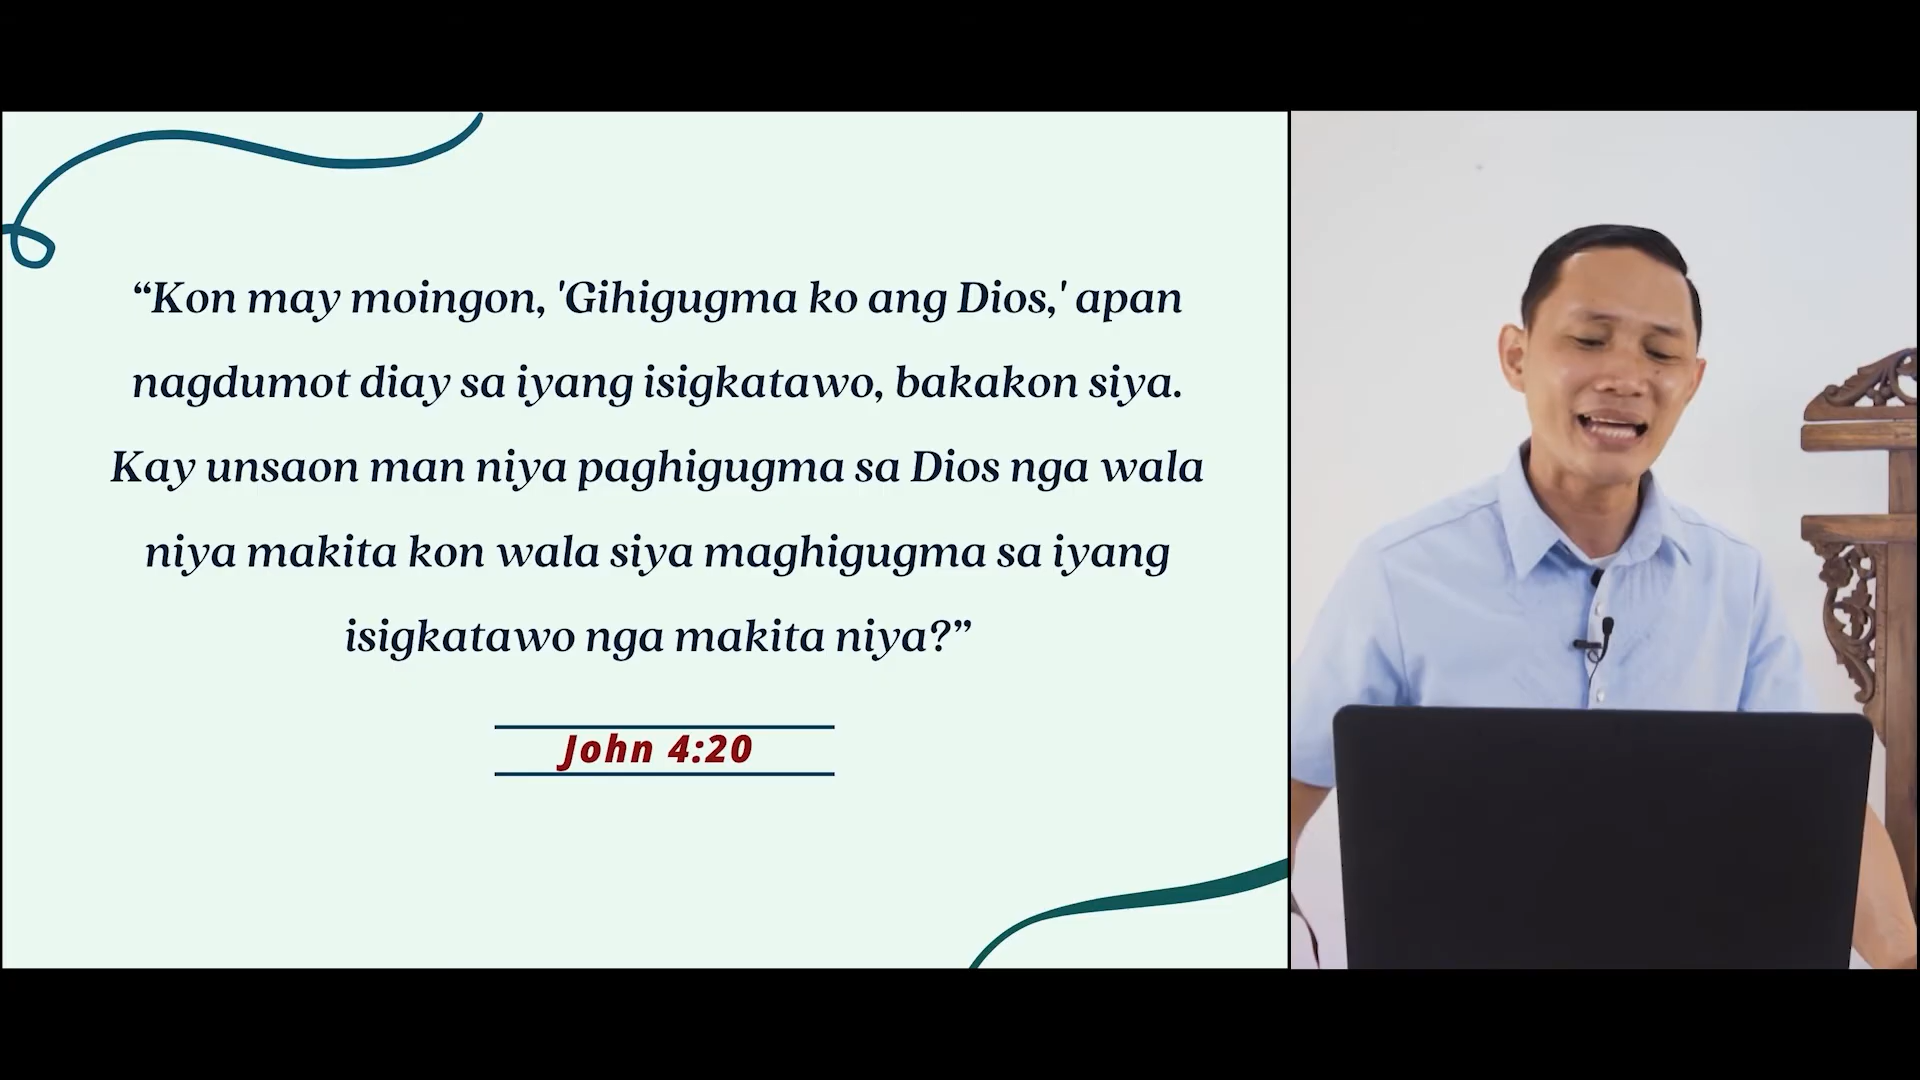 “Kon may moingon, 'Gihigugma ko ang Dios,' apan
nagdumot diay sa iyang isigkatawo, bakakon siya.
Kay unsaon man niya paghigugma sa Dios nga wala
niya makita kon wala siya maghigugma sa iyang
isigkatawo nga makita niya?”
John 4:20